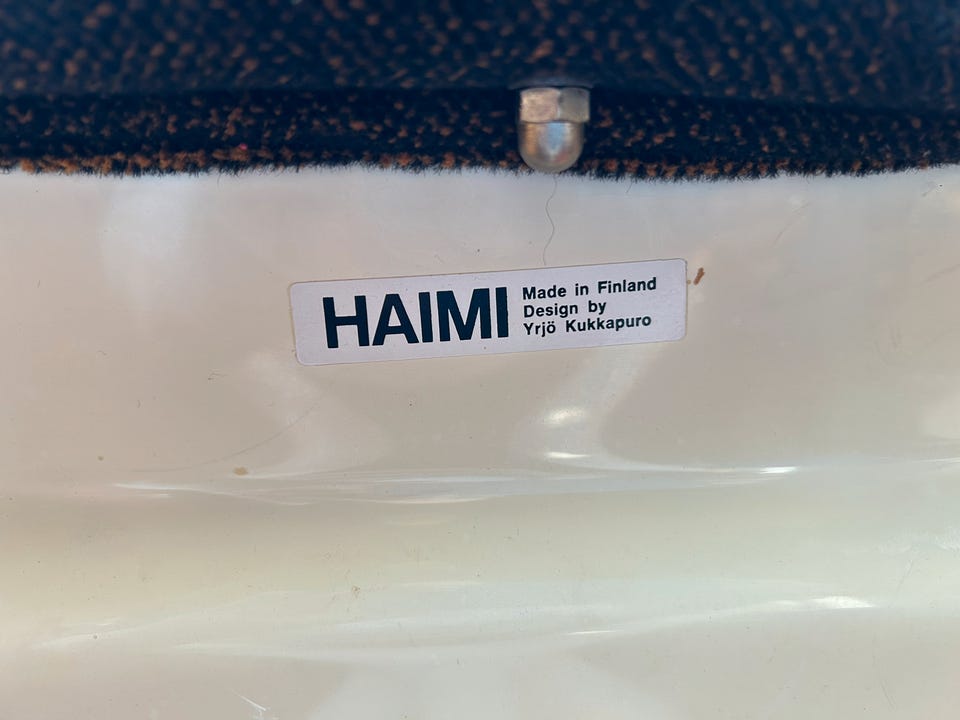 HAIMI
Made in Finland
Design by
Yrjö Kukkapuro